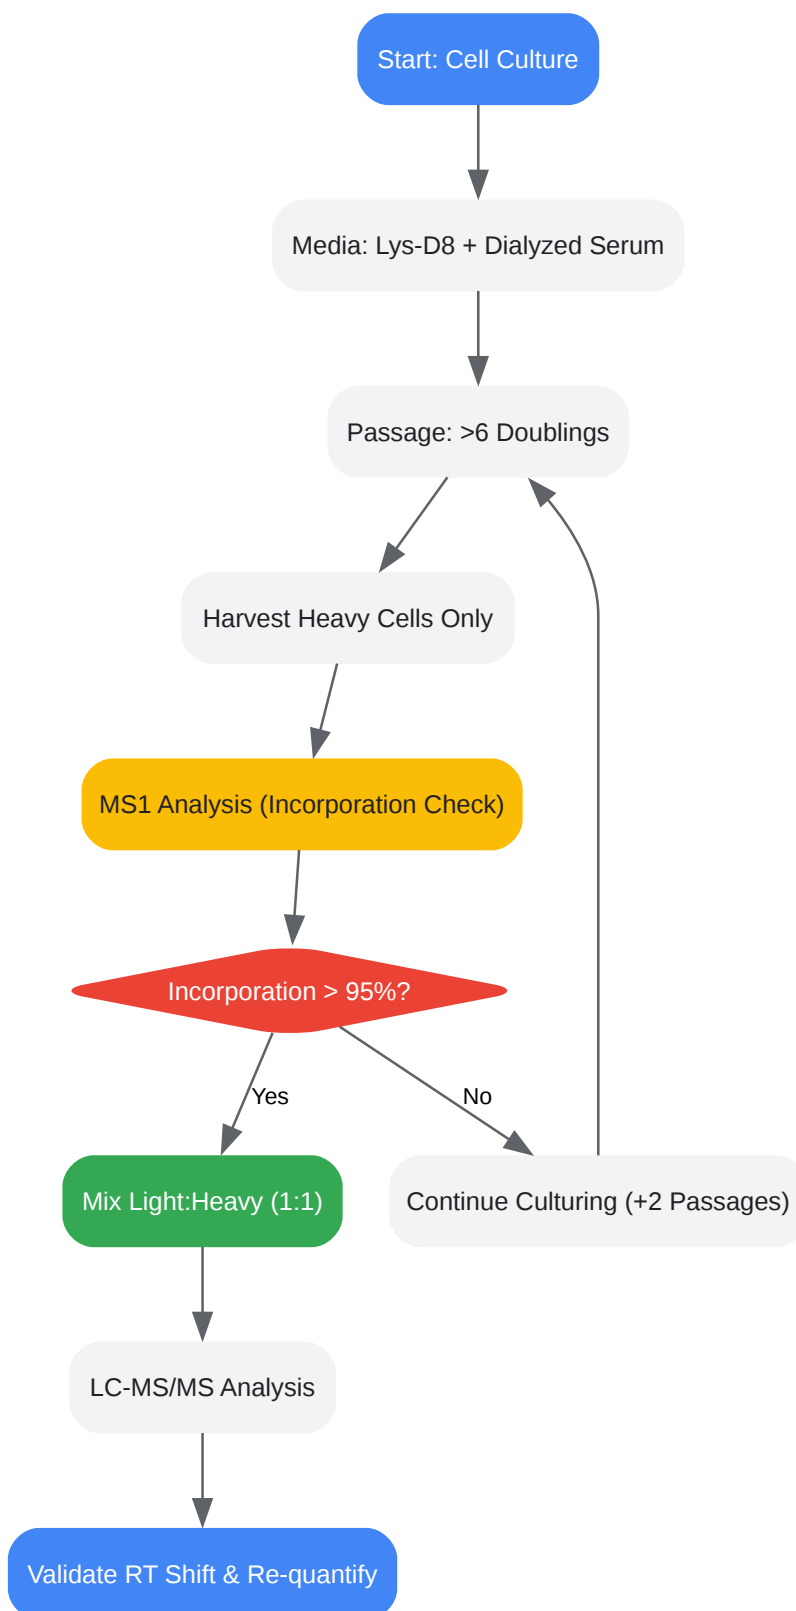 Start: Cell Culture
Media: Lys-D8 + Dialyzed Serum
Passage: >6 Doublings
Harvest Heavy Cells Only
MS1 Analysis (Incorporation Check)
Incorporation > 95%?
Yes
No
Mix Light:Heavy (1:1)
Continue Culturing (+2 Passages)
LC-MS/MS Analysis
Validate RT Shift & Re-quantify